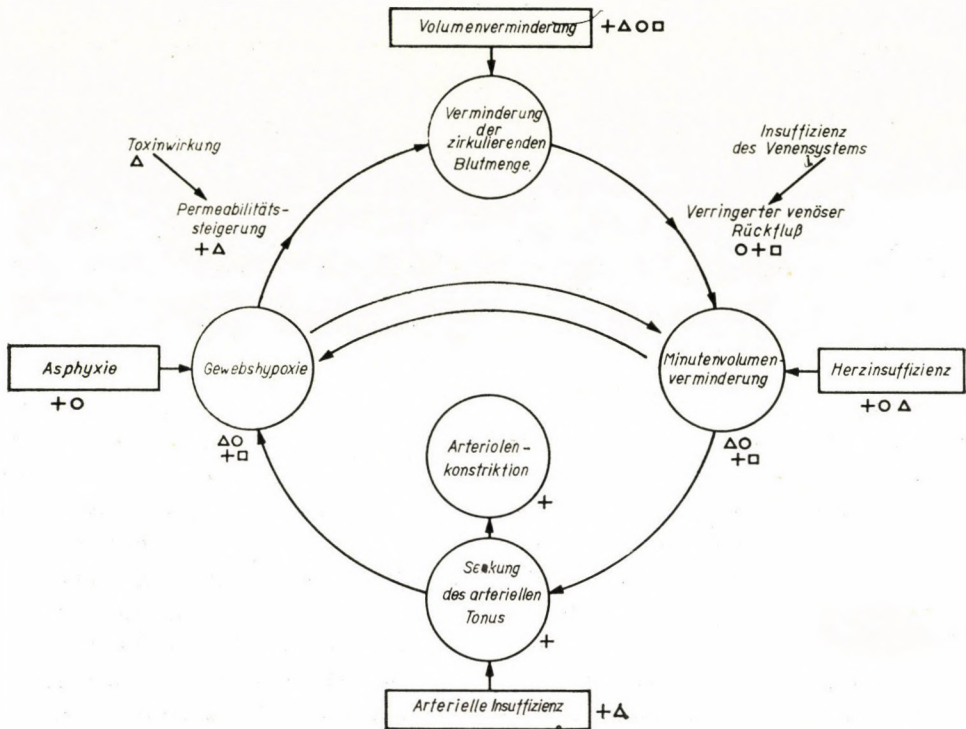 Volumenverminderung +△○□
Verminderung
der
zirkulierenden
Blutmenge
Toxinwirkung
△
Insuffizienz
des Venensystems
Permeabilitäts-
steigerung
+△
Verringerter venöser
Rückfluß
○+□
Asphyxie
+○
Gewebshypoxie
△○
+□
Minutenvolumen-
verminderung
△○
+□
Herzinsuffizienz
+○△
Arteriolen-
konstriktion
+
Senkung
des arteriellen
Tonus
+
Arterielle Insuffizienz +△